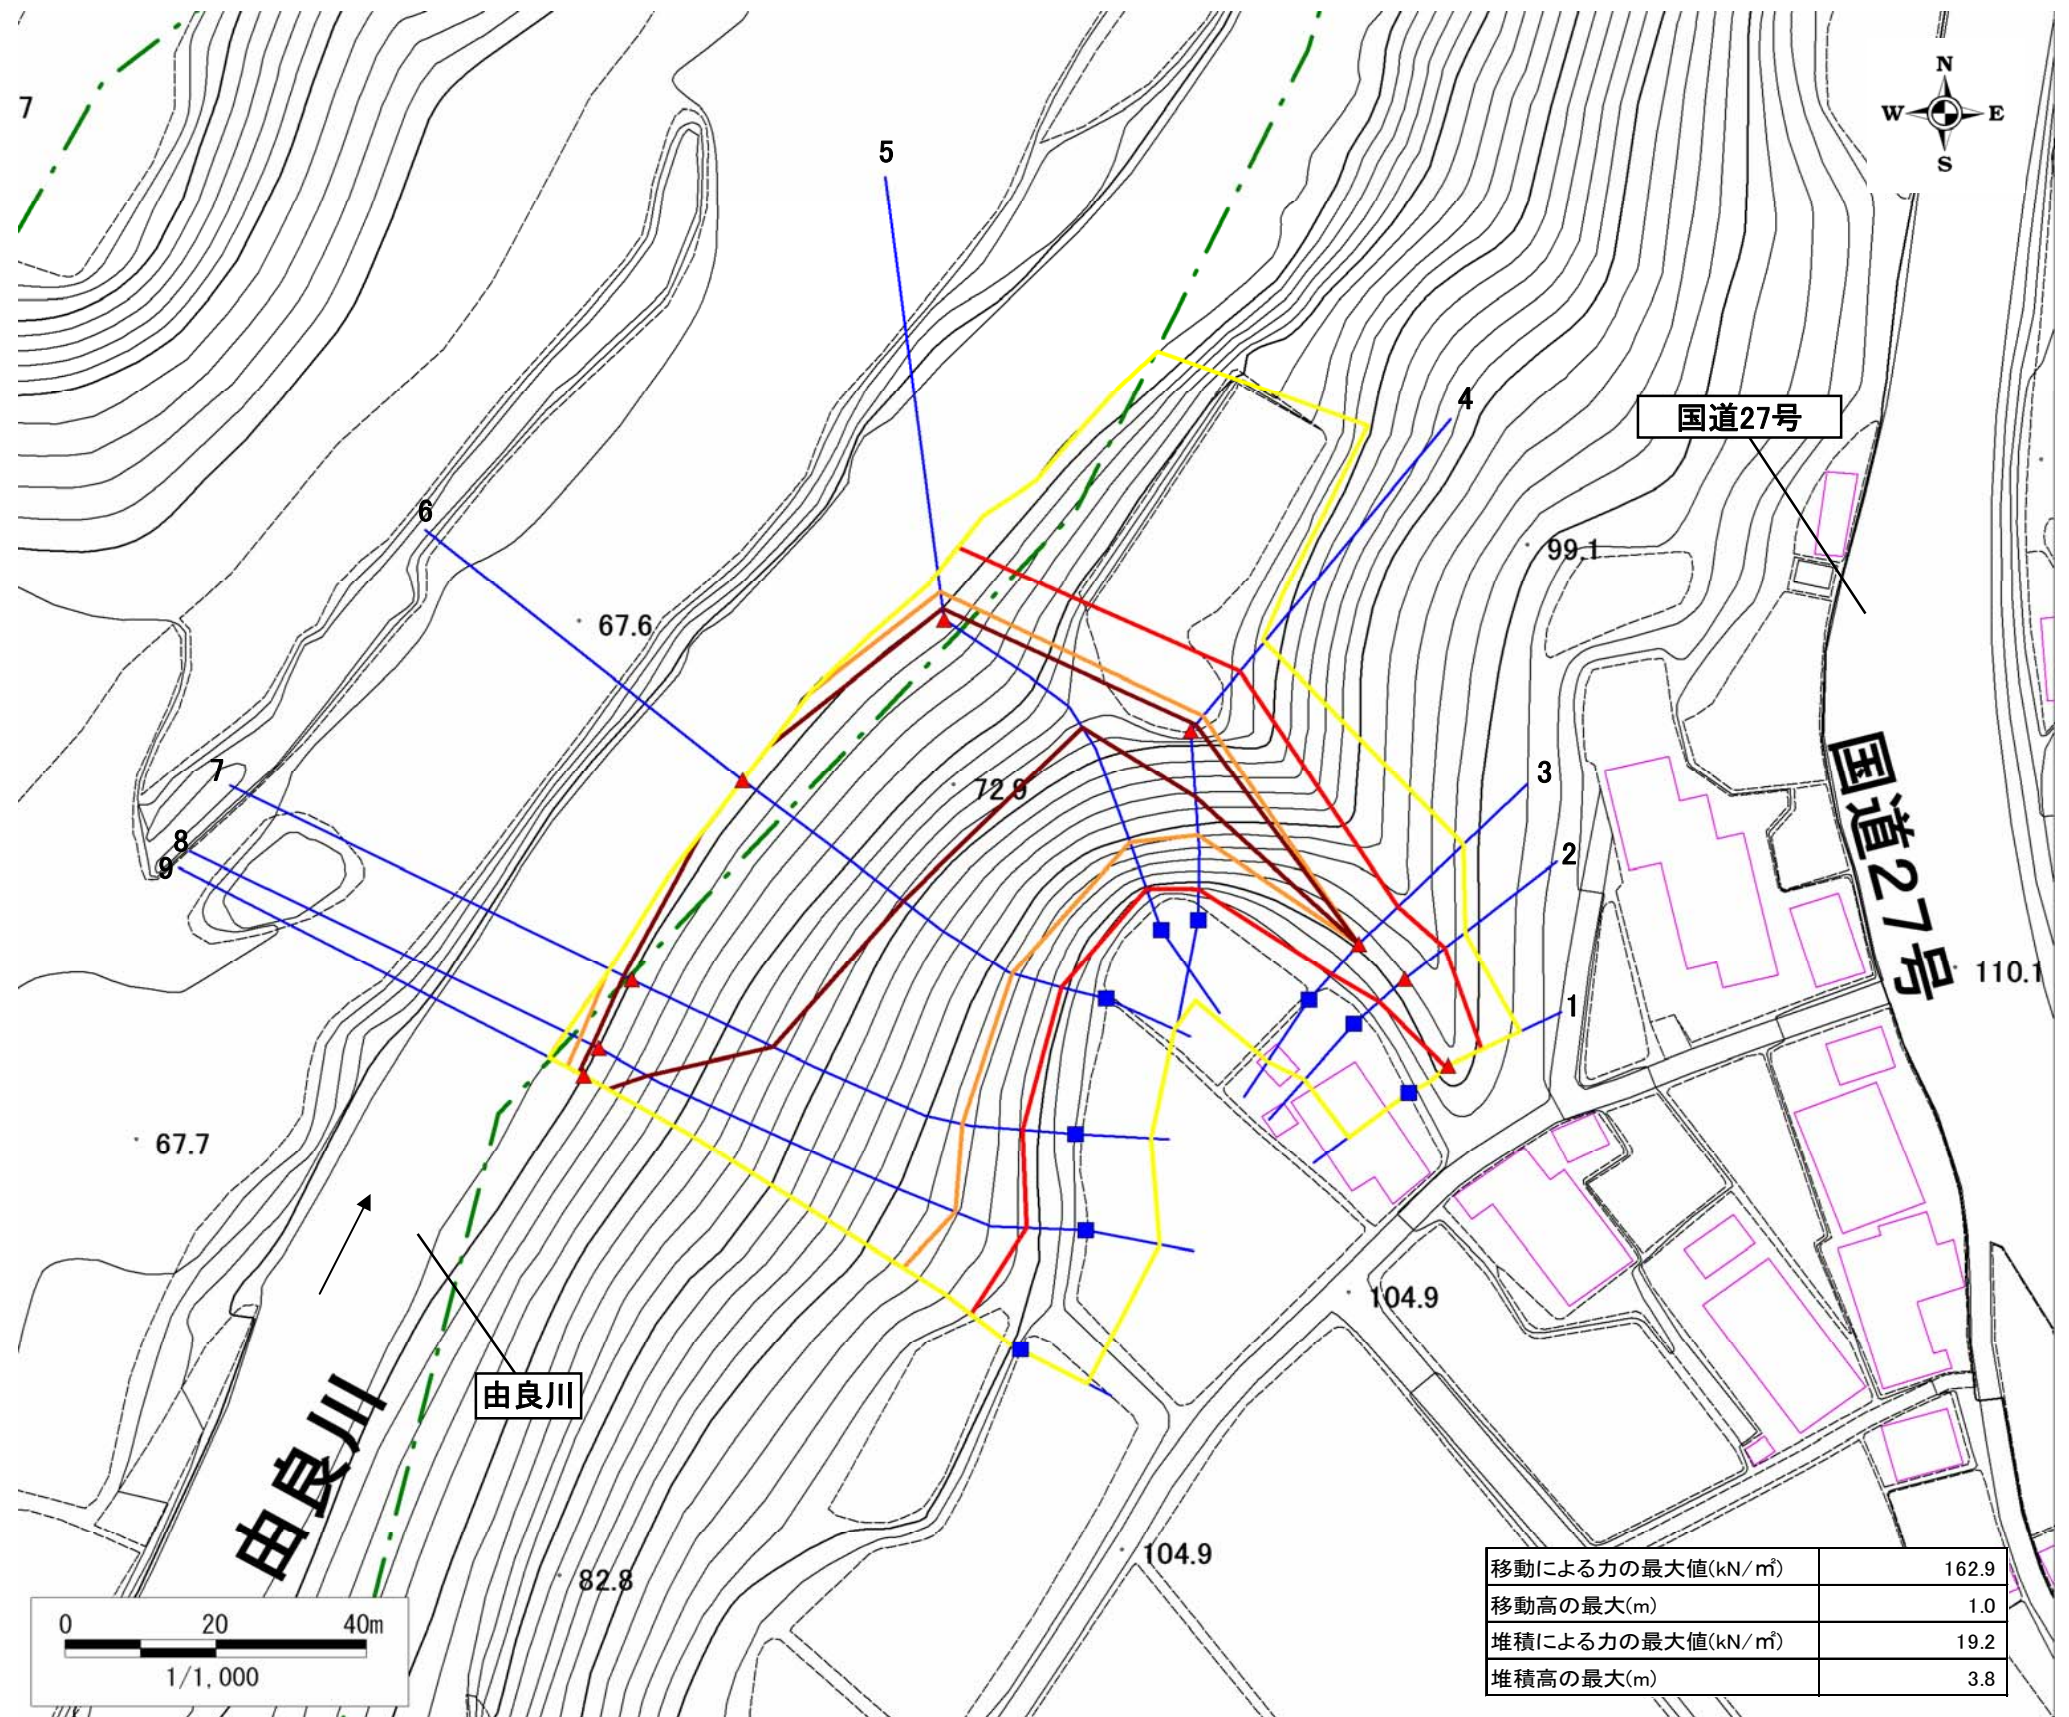 7
N
W E
S
5
4
国道27号
6
99.1
67.6
3
7
72.9
2
8
9
国道27号
110.1
1
67.7
104.9
由良川
由良川
104.9
82.8
0 20 40m
1/1,000
移動による力の最大値(kN/㎡) 162.9
移動高の最大(m) 1.0
堆積による力の最大値(kN/㎡) 19.2
堆積高の最大(m) 3.8